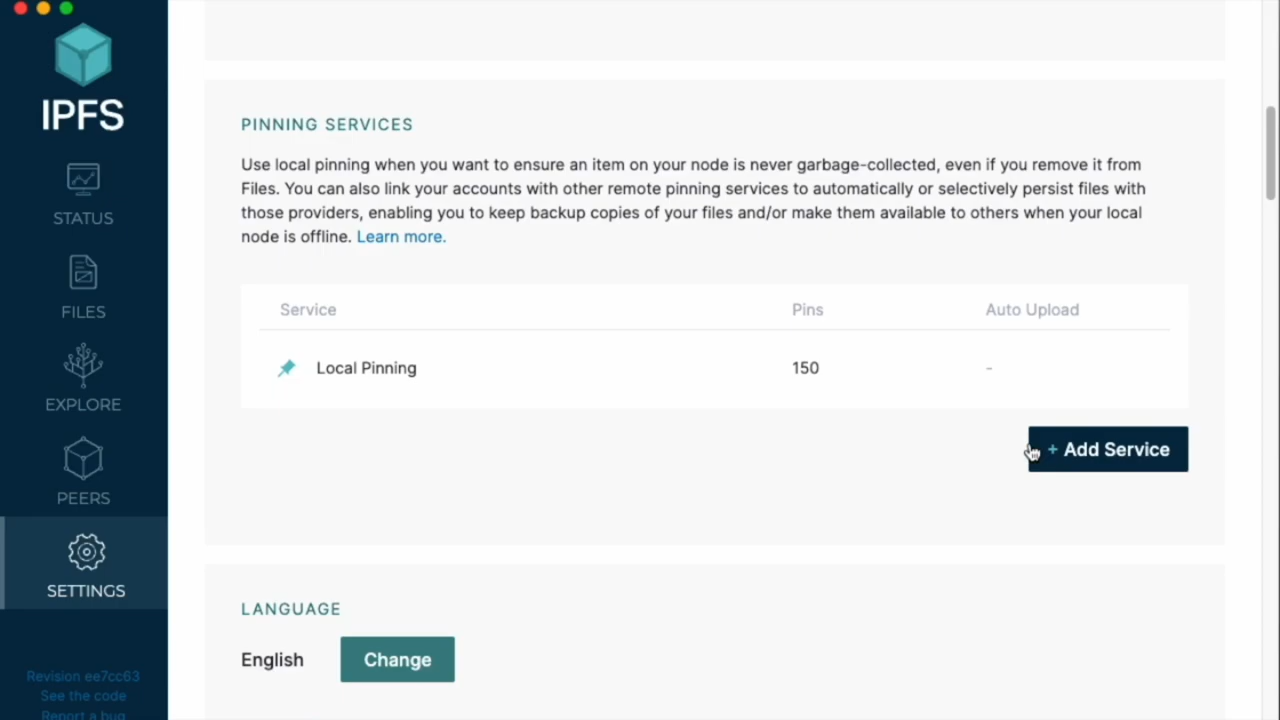 IPFS
STATUS
FILES
EXPLORE
PEERS
SETTINGS
Revision ee7cc63
See the code
Report a bug
PINNING SERVICES
Use local pinning when you want to ensure an item on your node is never garbage-collected, even if you remove it from
Files. You can also link your accounts with other remote pinning services to automatically or selectively persist files with
those providers, enabling you to keep backup copies of your files and/or make them available to others when your local
node is offline. Learn more.
Service Pins Auto Upload
Local Pinning 150 -
+ Add Service
LANGUAGE
English Change